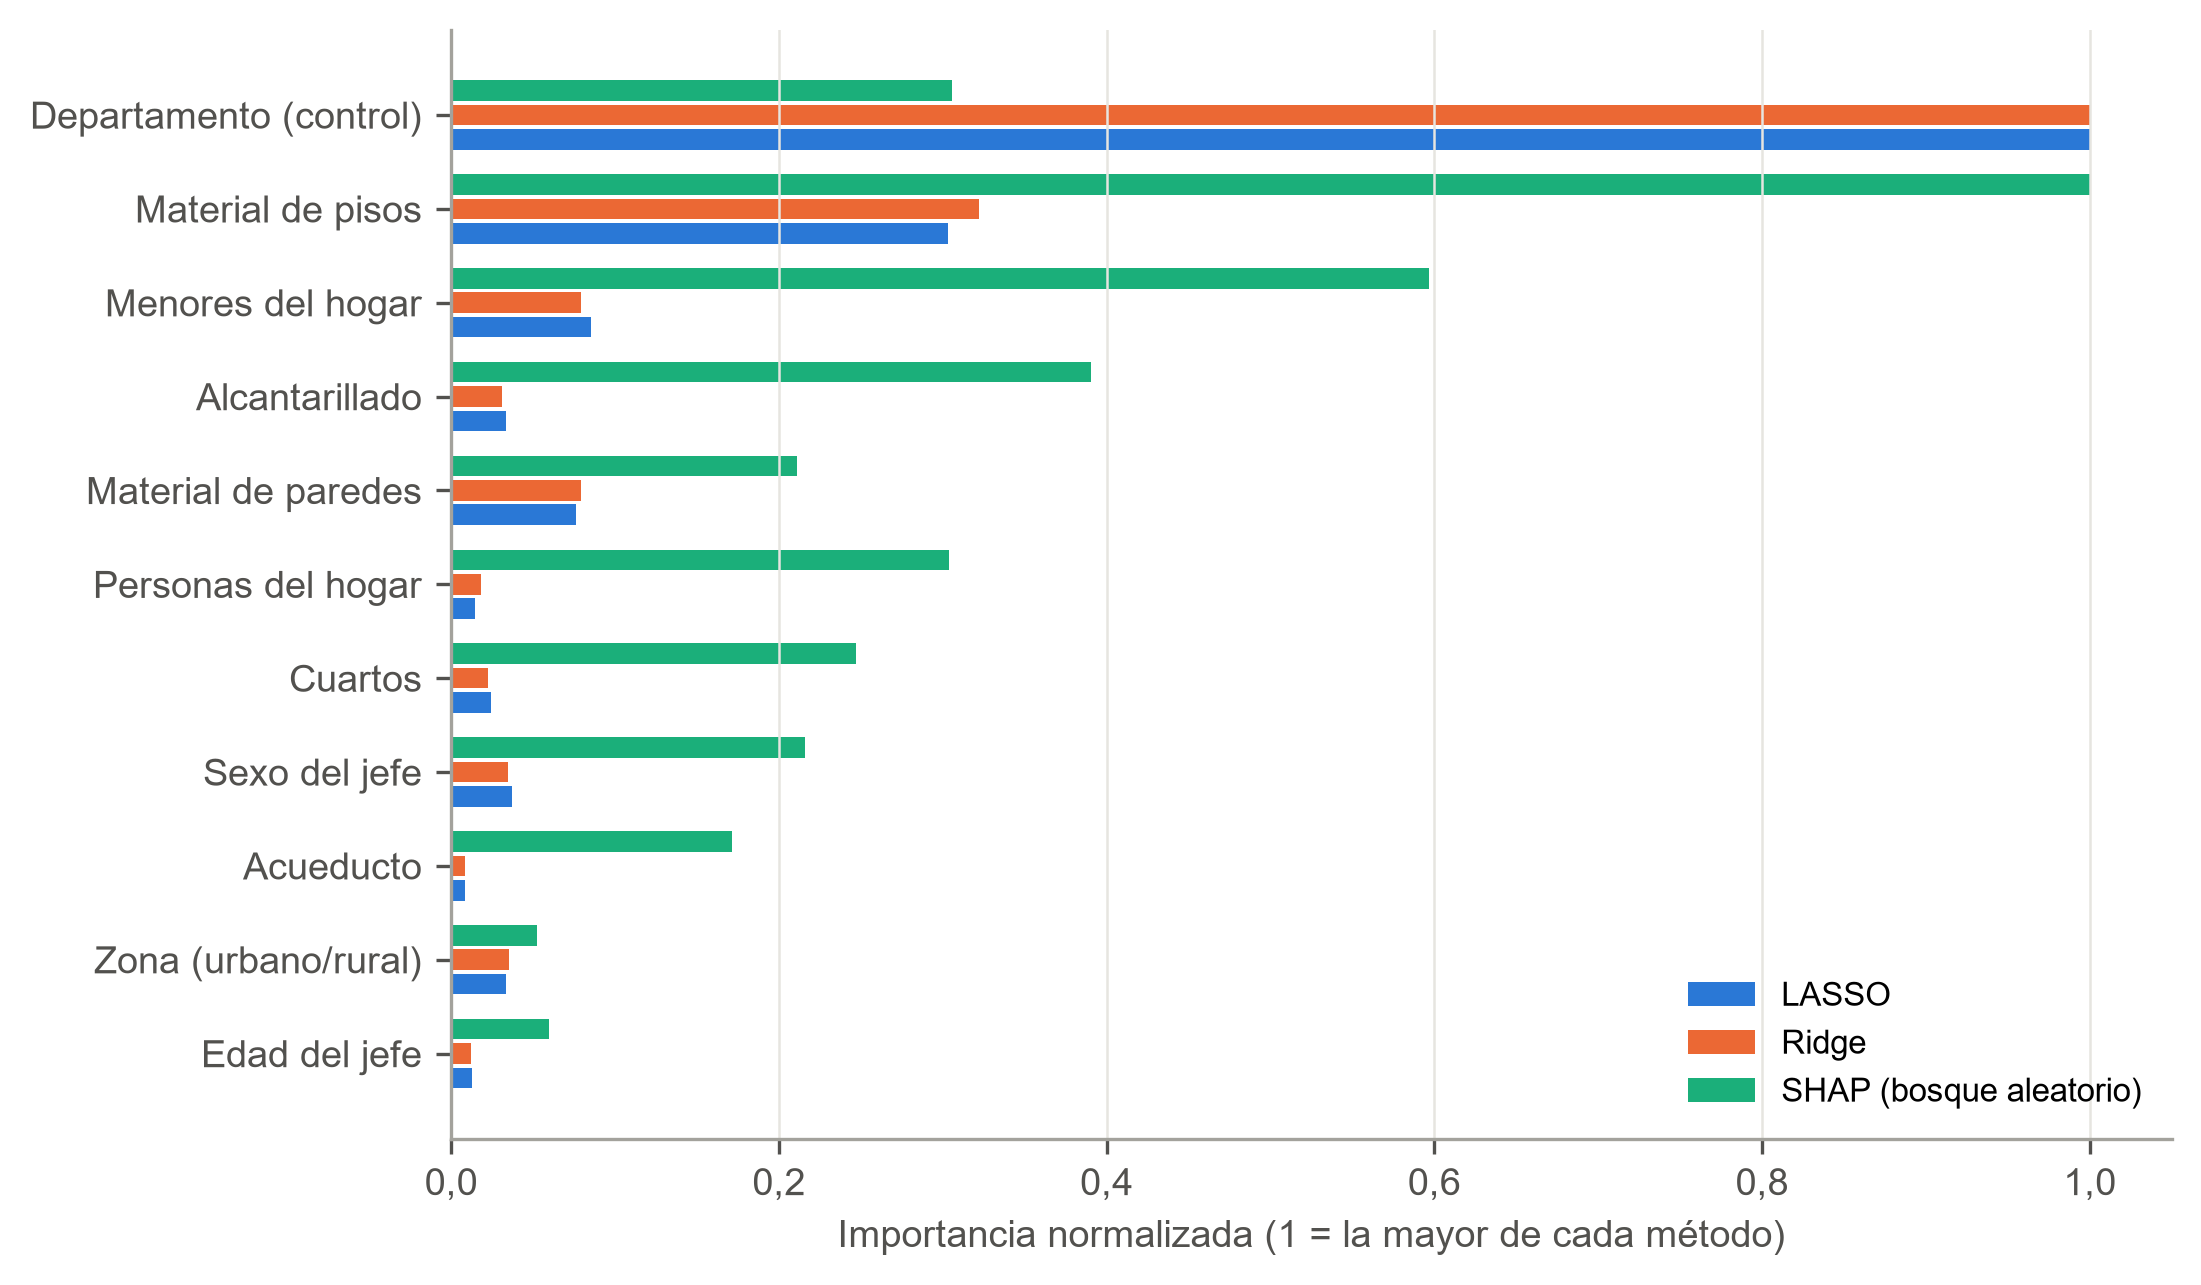 Departamento (control)
Material de pisos
Menores del hogar
Alcantarillado
Material de paredes
Personas del hogar
Cuartos
Sexo del jefe
Acueducto
Zona (urbano/rural)
Edad del jefe
LASSO
Ridge
SHAP (bosque aleatorio)
0,0 0,2 0,4 0,6 0,8 1,0
Importancia normalizada (1 = la mayor de cada método)